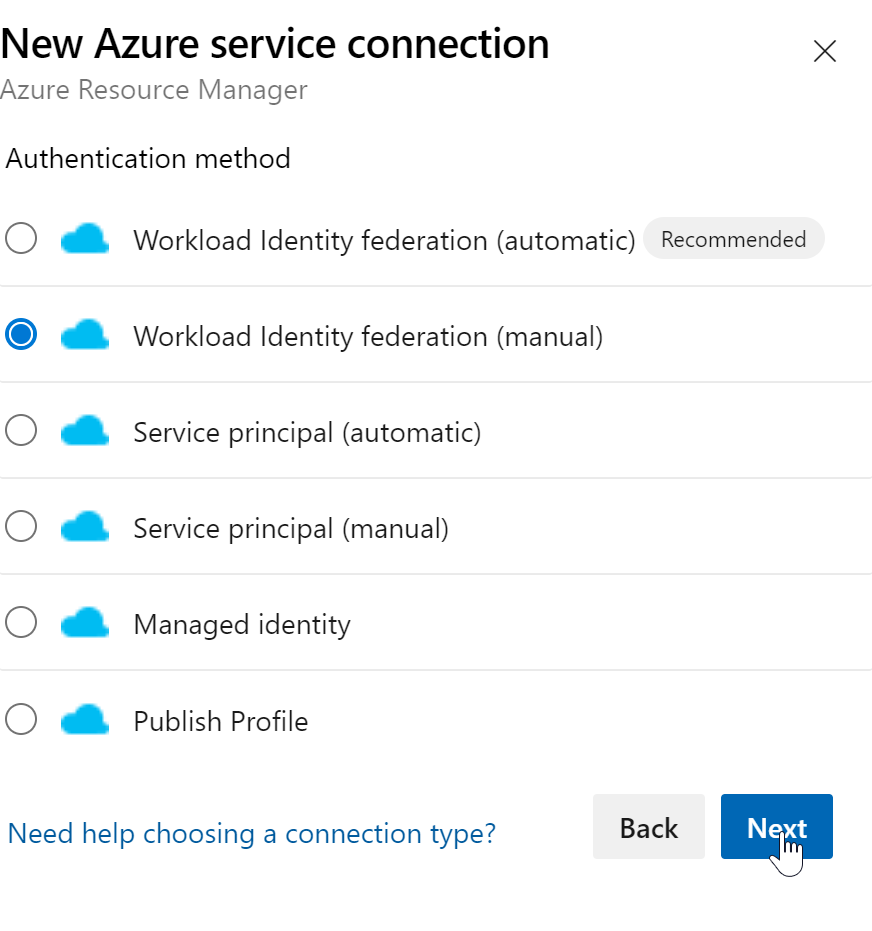 New Azure service connection
Azure Resource Manager
Authentication method
Workload Identity federation (automatic) Recommended
Workload Identity federation (manual)
Service principal (automatic)
Service principal (manual)
Managed identity
Publish Profile
Need help choosing a connection type? Back Next